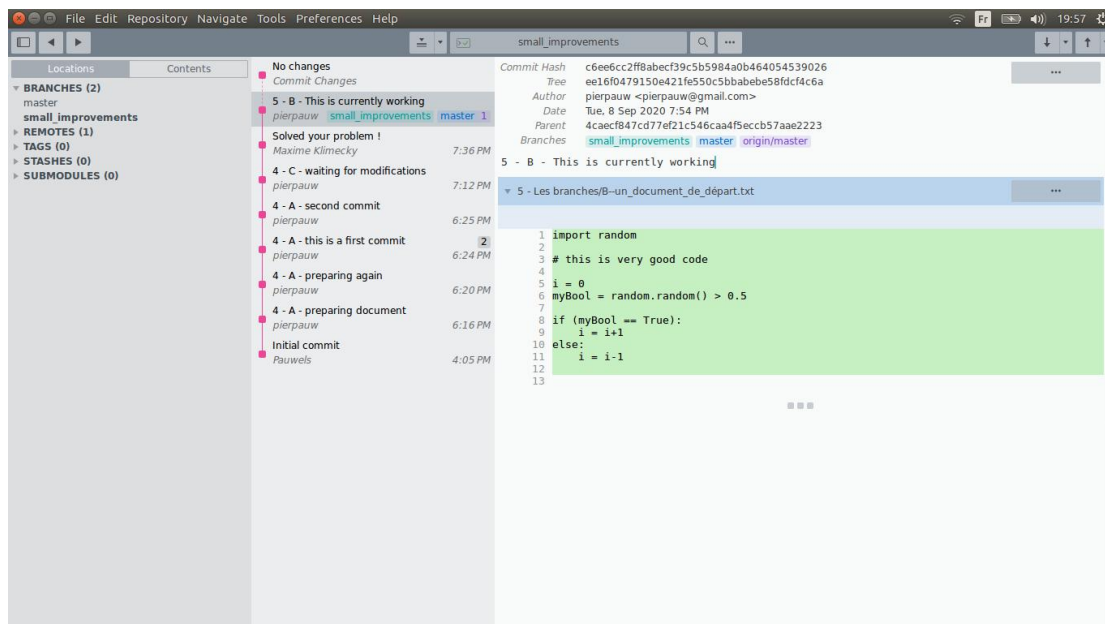 File Edit Repository Navigate Tools Preferences Help
Fr 19:57
small_improvements
Locations Contents
BRANCHES (2)
master
small_improvements
REMOTES (1)
TAGS (0)
STASHES (0)
SUBMODULES (0)
No changes
Commit Changes
5 - B - This is currently working
pierpauw small_improvements master 1
Solved your problem !
Maxime Klimecky 7:36 PM
4 - C - waiting for modifications
pierpauw 7:12 PM
4 - A - second commit
pierpauw 6:25 PM
4 - A - this is a first commit 2
pierpauw 6:24 PM
4 - A - preparing again
pierpauw 6:20 PM
4 - A - preparing document
pierpauw 6:16 PM
Initial commit
Pauwels 4:05 PM
Commit Hash c6ee6cc2ff8abecf39c5b5984a0b464054539026
Tree ee16f0479150e421fe550c5bbabebe58fdcf4c6a
Author pierpauw <pierpauw@gmail.com>
Date Tue, 8 Sep 2020 7:54 PM
Parent 4caecf847cd77ef21c546caa4f5eccb57aae2223
Branches small_improvements master origin/master
5 - B - This is currently working
5 - Les branches/B--un_document_de_départ.txt
1 import random
2
3 # this is very good code
4
5 i = 0
6 myBool = random.random() > 0.5
7
8 if (myBool == True):
9     i = i+1
10 else:
11     i = i-1
12
13